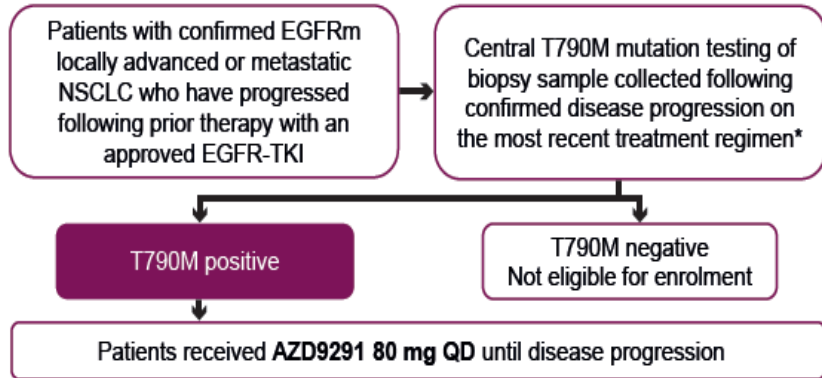 Patients with confirmed EGFRm
locally advanced or metastatic
NSCLC who have progressed
following prior therapy with an
approved EGFR-TKI
Central T790M mutation testing of
biopsy sample collected following
confirmed disease progression on
the most recent treatment regimen*
T790M positive
T790M negative
Not eligible for enrolment
Patients received AZD9291 80 mg QD until disease progression